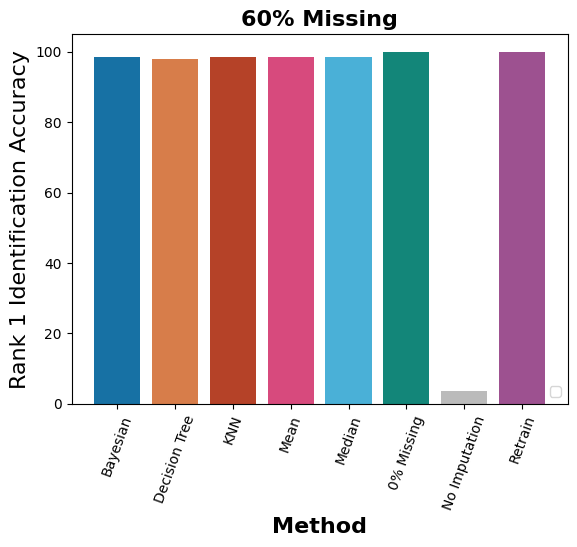 60% Missing
Rank 1 Identification Accuracy
100
80
60
40
20
0
Bayesian
Decision Tree
KNN
Mean
Median
0% Missing
No Imputation
Retrain
Method